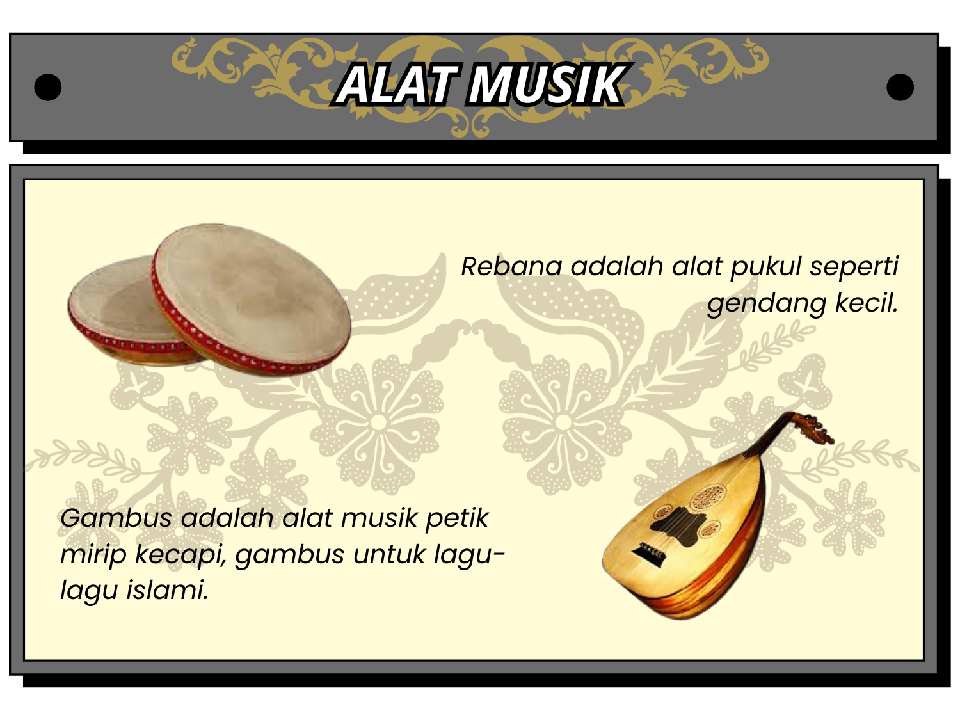 ALAT MUSIK
Rebana adalah alat pukul seperti
gendang kecil.
Gambus adalah alat musik petik
mirip kecapi, gambus untuk lagu-
lagu islami.